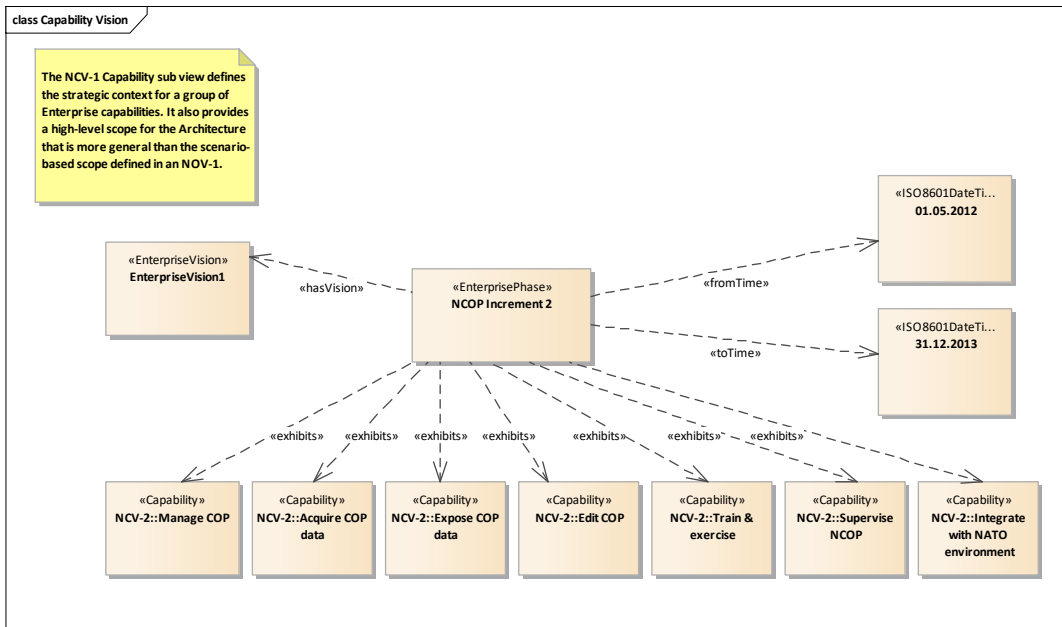 class Capability Vision
The NCV-1 Capability sub view defines
the strategic context for a group of
Enterprise capabilities. It also provides
a high-level scope for the Architecture
that is more general than the scenario-
based scope defined in an NOV-1.
«EnterpriseVision»
EnterpriseVision1
«hasVision»
«EnterprisePhase»
NCOP Increment 2
«fromTime»
«toTime»
«ISO8601DateTi...
01.05.2012
«ISO8601DateTi...
31.12.2013
«exhibits»
«exhibits»
«exhibits»
«exhibits»
«exhibits»
«exhibits»
«exhibits»
«Capability»
NCV-2::Manage COP
«Capability»
NCV-2::Acquire COP
data
«Capability»
NCV-2::Expose COP
data
«Capability»
NCV-2::Edit COP
«Capability»
NCV-2::Train &
exercise
«Capability»
NCV-2::Supervise
NCOP
«Capability»
NCV-2::Integrate
with NATO
environment